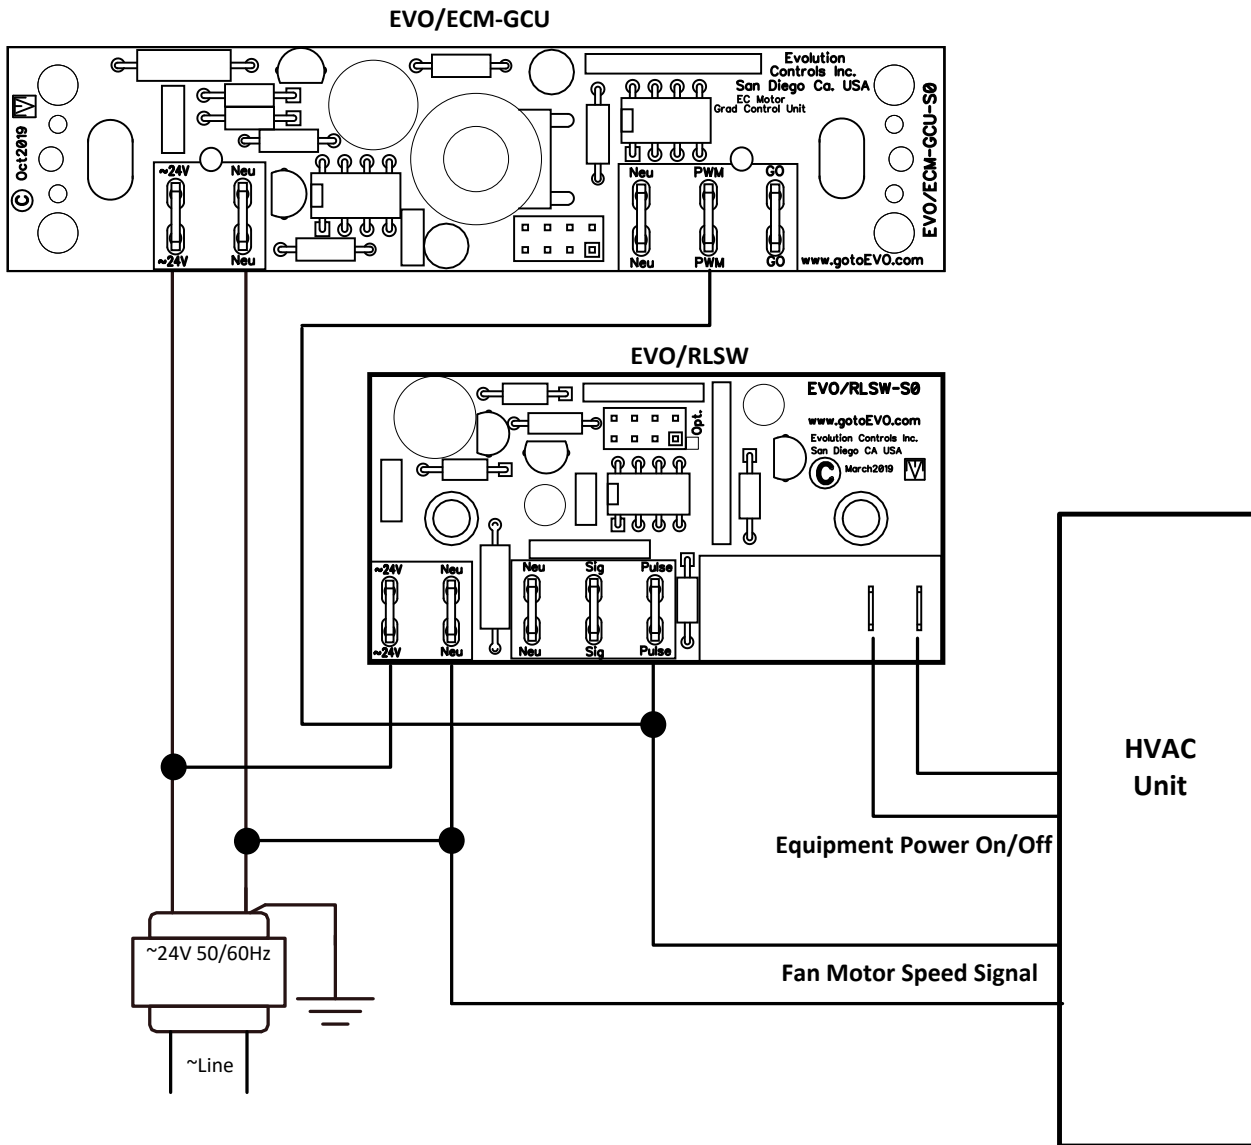 EVO/ECM-GCU
Evolution
Controls Inc.
San Diego Ca. USA
EC Motor
Grad Control Unit
© Oct2019
EVO/ECM-GCU-S0
~24V Neu
~24V Neu
Neu PWM GO
Neu PWM GO
www.gotoEVO.com
EVO/RLSW
EVO/RLSW-S0
www.gotoEVO.com
Evolution Controls Inc.
San Diego CA USA
© March2019
Opt.
~24V Neu Neu Sig Pulse
~24V Neu Neu Sig Pulse
HVAC
Unit
Equipment Power On/Off
Fan Motor Speed Signal
~24V 50/60Hz
~Line